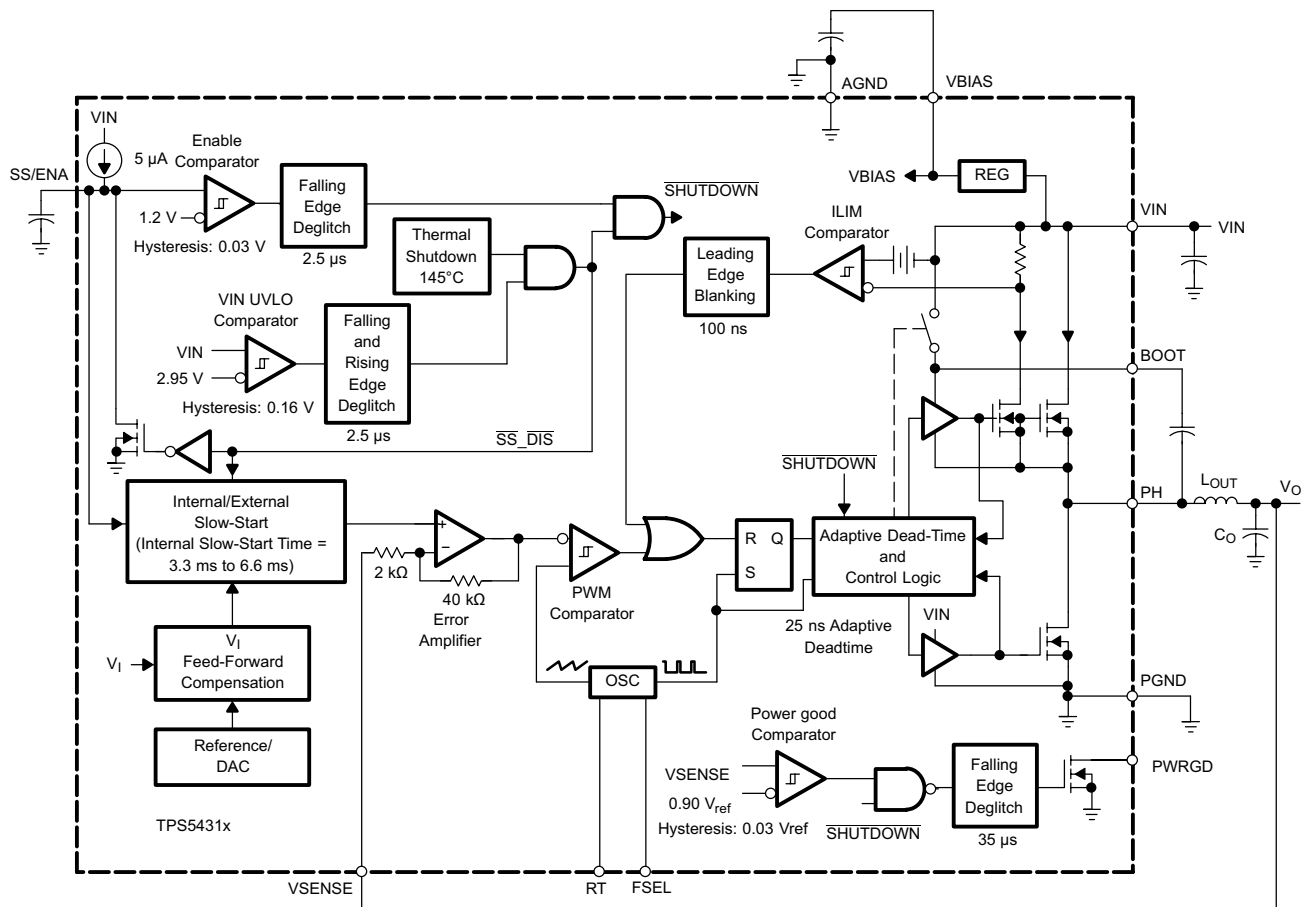 AGND
VBIAS
VIN
5 µA
Enable
Comparator
SS/ENA
1.2 V
Hysteresis: 0.03 V
Falling
Edge
Deglitch
2.5 µs
SHUTDOWN
Thermal
Shutdown
145°C
VBIAS
REG
VIN
VIN
ILIM
Comparator
Leading
Edge
Blanking
100 ns
VIN UVLO
Comparator
VIN
2.95 V
Hysteresis: 0.16 V
Falling
and
Rising
Edge
Deglitch
2.5 µs
BOOT
SS_DIS
SHUTDOWN
Internal/External
Slow-Start
(Internal Slow-Start Time =
3.3 ms to 6.6 ms)
+
−
2 kΩ
40 kΩ
Error
Amplifier
PWM
Comparator
R Q
S
Adaptive Dead-Time
and
Control Logic
25 ns Adaptive
Deadtime
VIN
PH
LOUT
VO
CO
VI
VI
Feed-Forward
Compensation
OSC
PGND
Reference/
DAC
Power good
Comparator
VSENSE
0.90 Vref
Hysteresis: 0.03 Vref
SHUTDOWN
Falling
Edge
Deglitch
35 µs
PWRGD
TPS5431x
VSENSE
RT
FSEL